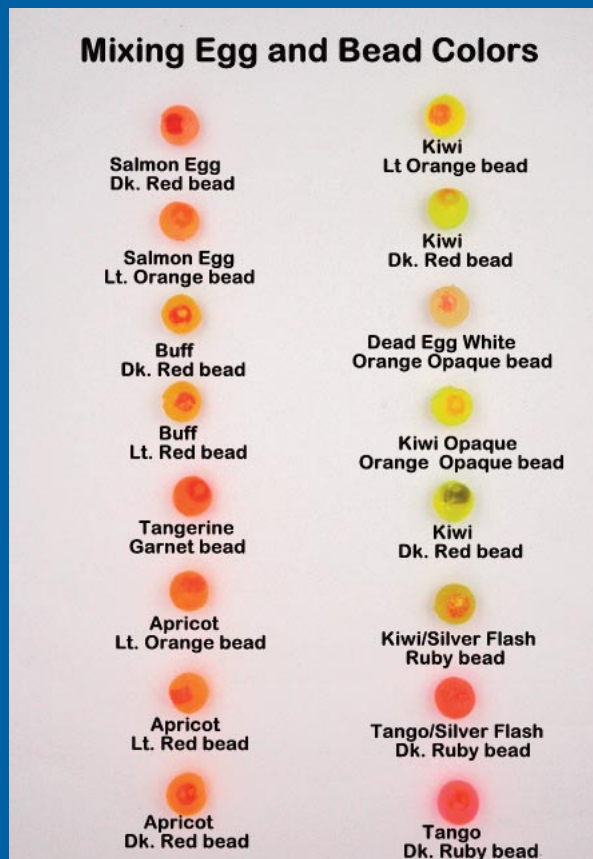 Mixing Egg and Bead Colors
Salmon Egg
Dk. Red bead
Salmon Egg
Lt. Orange bead
Buff
Dk. Red bead
Buff
Lt. Red bead
Tangerine
Garnet bead
Apricot
Lt. Orange bead
Apricot
Lt. Red bead
Apricot
Dk. Red bead
Kiwi
Lt Orange bead
Kiwi
Dk. Red bead
Dead Egg White
Orange Opaque bead
Kiwi Opaque
Orange Opaque bead
Kiwi
Dk. Red bead
Kiwi/Silver Flash
Ruby bead
Tango/Silver Flash
Dk. Ruby bead
Tango
Dk. Ruby bead